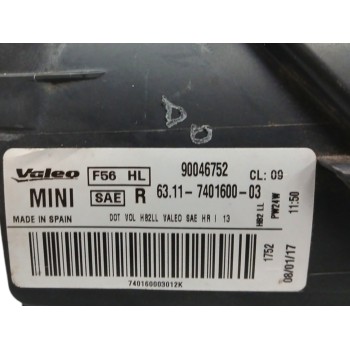 Valeo F56 HL 90046752 CL: 09
MINI SAE R 63.11-7401600-03
MADE IN SPAIN DOT VOL HB2LL VALEO SAE HR I 13
HB2 LL
PW24W
11:50
1752
08/01/17
740160003012K